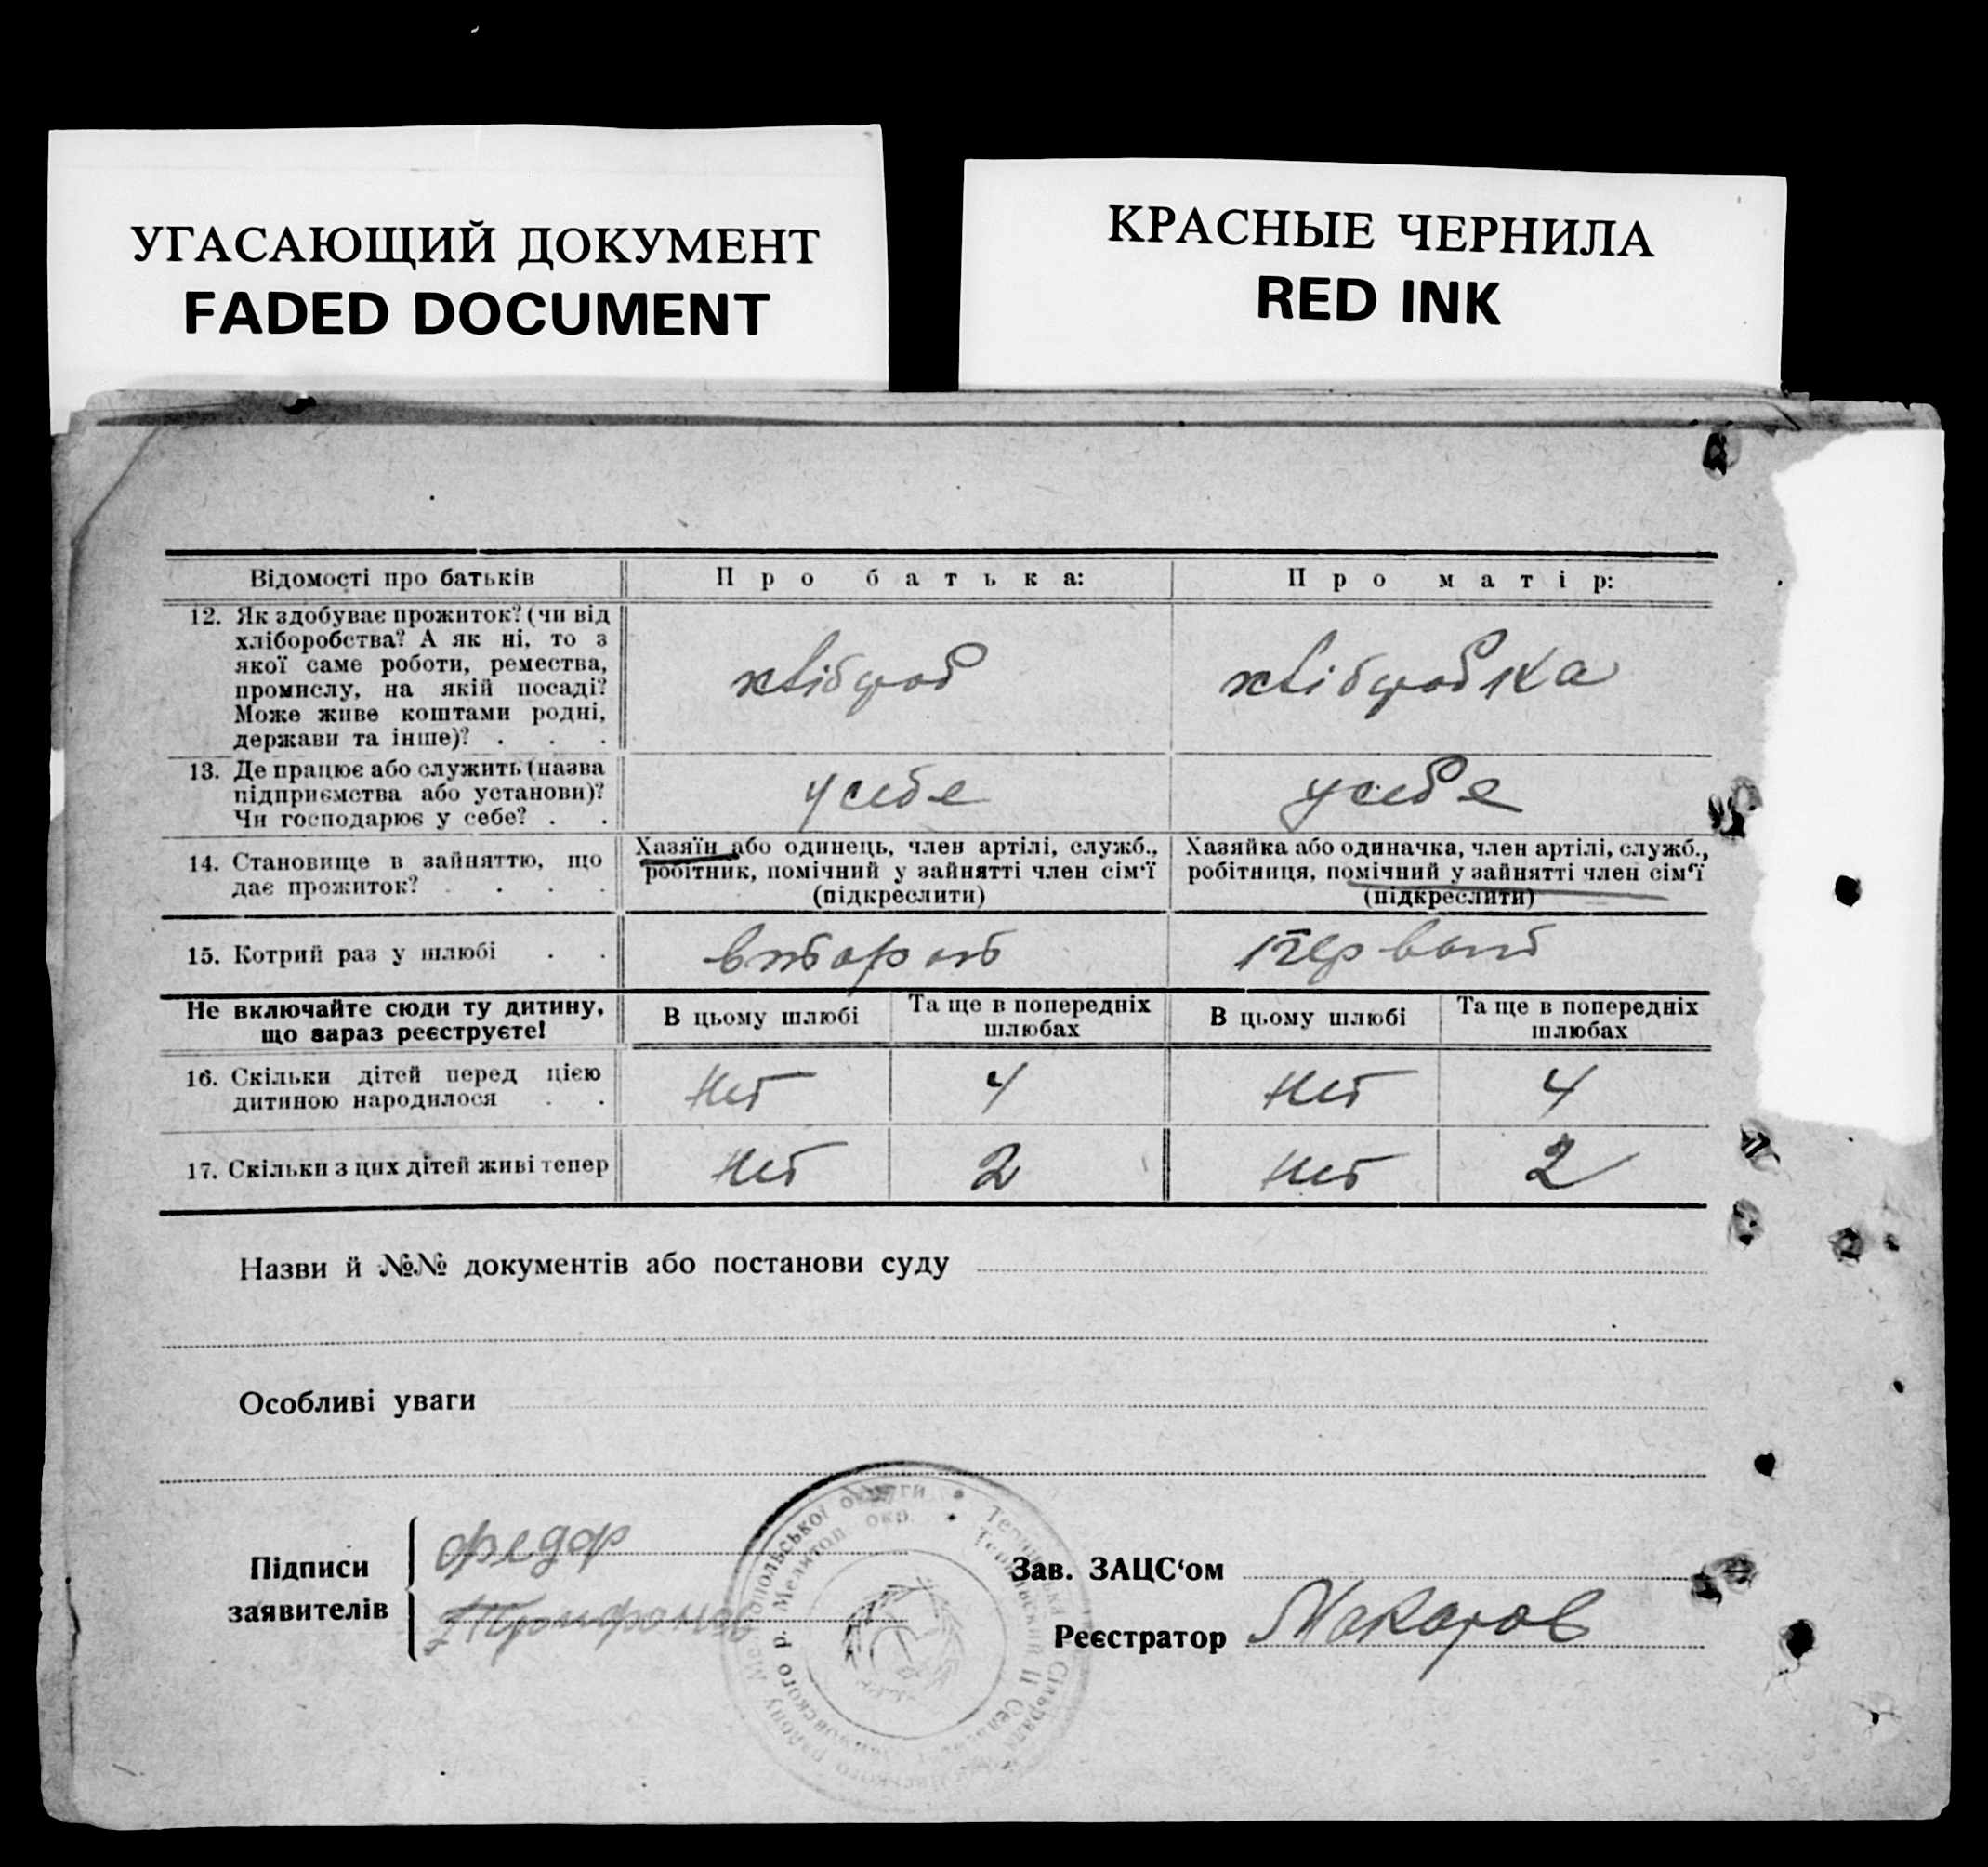 УГАСАЮЩИЙ ДОКУМЕНТ
FADED DOCUMENT
КРАСНЫЕ ЧЕРНИЛА
RED INK
Відомості про батьків
Про батька:
Про матір:
12. Як здобуває прожиток? (чи від
хліборобства? А як ні, то з
якої саме роботи, ремества,
промислу, на якій посаді?
Може живе коштами родні,
держави та інше)? . . .
хлібороб
хліборобка
13. Де працює або служить (назва
підприємства або установи)?
Чи господарює у себе? . .
у себе
у себе
14. Становище в зайняттю, що
дає прожиток? . . . .
Хазяїн або одинець, член артілі, служб.,
робітник, помічний у зайнятті член сім'ї
(підкреслити)
Хазяйка або одиначка, член артілі, служб.,
робітниця, помічний у зайнятті член сім'ї
(підкреслити)
15. Котрий раз у шлюбі . .
второй
первый
Не включайте сюди ту дитину,
що зараз реєструєте!
В цьому шлюбі
Та ще в попередніх
шлюбах
В цьому шлюбі
Та ще в попередніх
шлюбах
16. Скільки дітей перед цією
дитиною народилося . .
Нет
4
Нет
4
17. Скільки з цих дітей живі тепер
Нет
2
Нет
2
Назви й №№ документів або постанови суду
Особливі уваги
Підписи
заявителів
Федор
Зав. ЗАЦС'ом
Реєстратор
Макаров